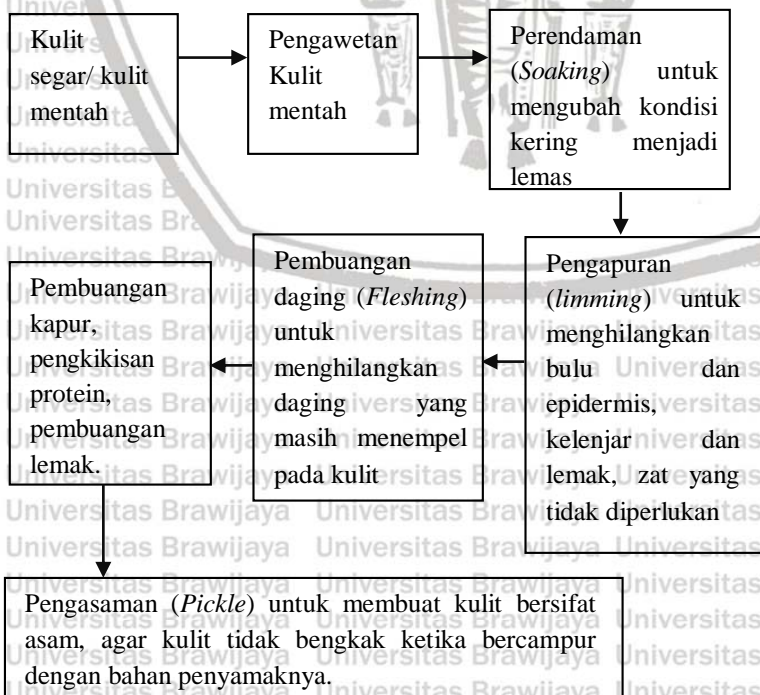 Kulit
segar/ kulit
mentah
Pengawetan
Kulit
mentah
Perendaman
(Soaking) untuk
mengubah kondisi
kering menjadi
lemas
Pengapuran
(limming) untuk
menghilangkan
bulu dan
epidermis,
kelenjar dan
lemak, zat yang
tidak diperlukan
Pembuangan
daging (Fleshing)
untuk
menghilangkan
daging yang
masih menempel
pada kulit
Pembuangan
kapur,
pengkikisan
protein,
pembuangan
lemak.
Pengasaman (Pickle) untuk membuat kulit bersifat
asam, agar kulit tidak bengkak ketika bercampur
dengan bahan penyamaknya.